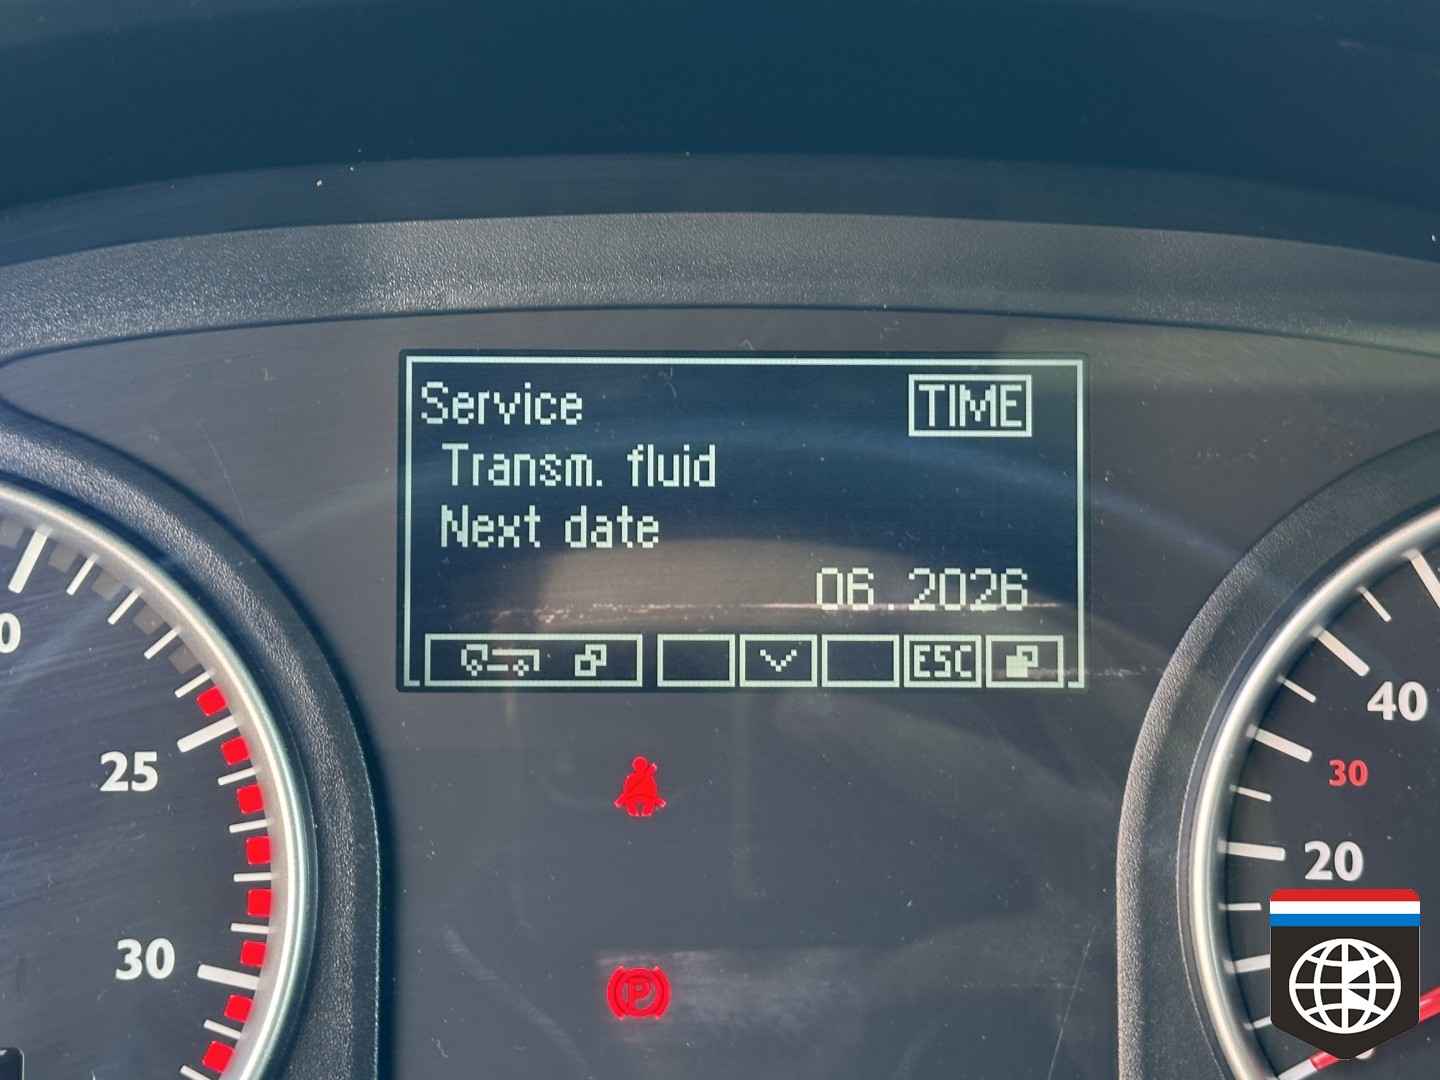 Service TIME
Transm. fluid
Next date
06.2026
ESC
25
30
40
30
20
P